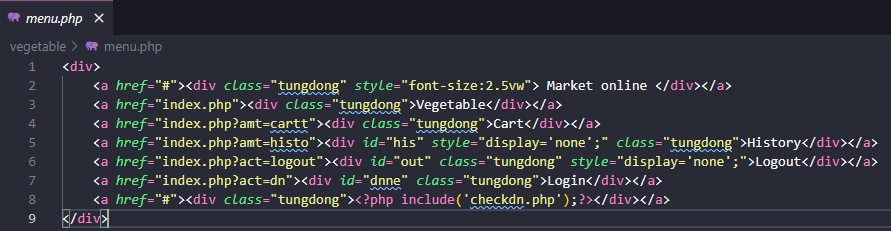 menu.php ×
vegetable > menu.php
1 <div>
2 <a href="#"><div class="tungdong" style="font-size:2.5vw"> Market online </div></a>
3 <a href="index.php"><div class="tungdong">Vegetable</div></a>
4 <a href="index.php?amt=cartt"><div class="tungdong">Cart</div></a>
5 <a href="index.php?amt=histo"><div id="his" style="display='none';" class="tungdong">History</div></a>
6 <a href="index.php?act=logout"><div id="out" class="tungdong" style="display='none';">Logout</div></a>
7 <a href="index.php?act=dn"><div id="dnne" class="tungdong">Login</div></a>
8 <a href="#"><div class="tungdong"><?php include('checkdn.php');?></div></a>
9 </div>